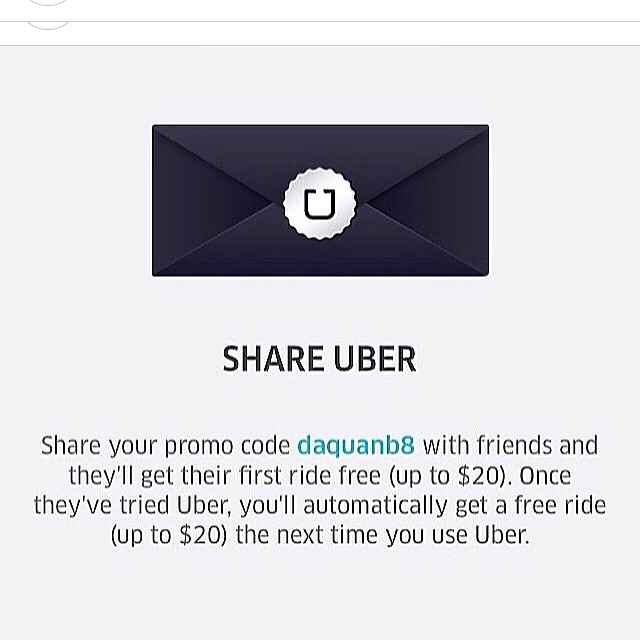 SHARE UBER
Share your promo code daquanb8 with friends and
they'll get their first ride free (up to $20). Once
they've tried Uber, you'll automatically get a free ride
(up to $20) the next time you use Uber.